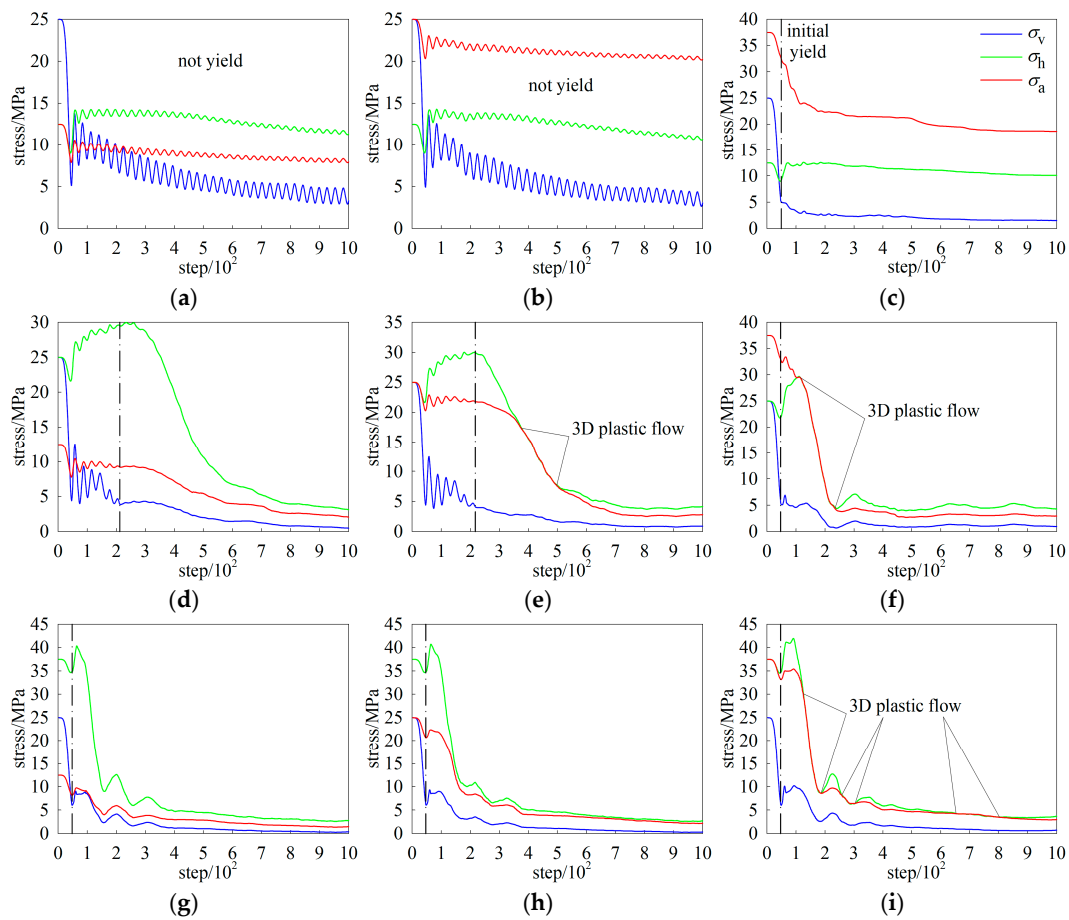 25
20
15
10
5
0
stress/MPa
not yield
0 1 2 3 4 5 6 7 8 9 10
step/10²
(a)
25
20
15
10
5
0
stress/MPa
not yield
0 1 2 3 4 5 6 7 8 9 10
step/10²
(b)
40
35
30
25
20
15
10
5
0
stress/MPa
initial
yield
σv
σh
σa
0 1 2 3 4 5 6 7 8 9 10
step/10²
(c)
30
25
20
15
10
5
0
stress/MPa
0 1 2 3 4 5 6 7 8 9 10
step/10²
(d)
35
30
25
20
15
10
5
0
stress/MPa
3D plastic flow
0 1 2 3 4 5 6 7 8 9 10
step/10²
(e)
40
35
30
25
20
15
10
5
0
stress/MPa
3D plastic flow
0 1 2 3 4 5 6 7 8 9 10
step/10²
(f)
45
40
35
30
25
20
15
10
5
0
stress/MPa
0 1 2 3 4 5 6 7 8 9 10
step/10²
(g)
45
40
35
30
25
20
15
10
5
0
stress/MPa
0 1 2 3 4 5 6 7 8 9 10
step/10²
(h)
45
40
35
30
25
20
15
10
5
0
stress/MPa
3D plastic flow
0 1 2 3 4 5 6 7 8 9 10
step/10²
(i)